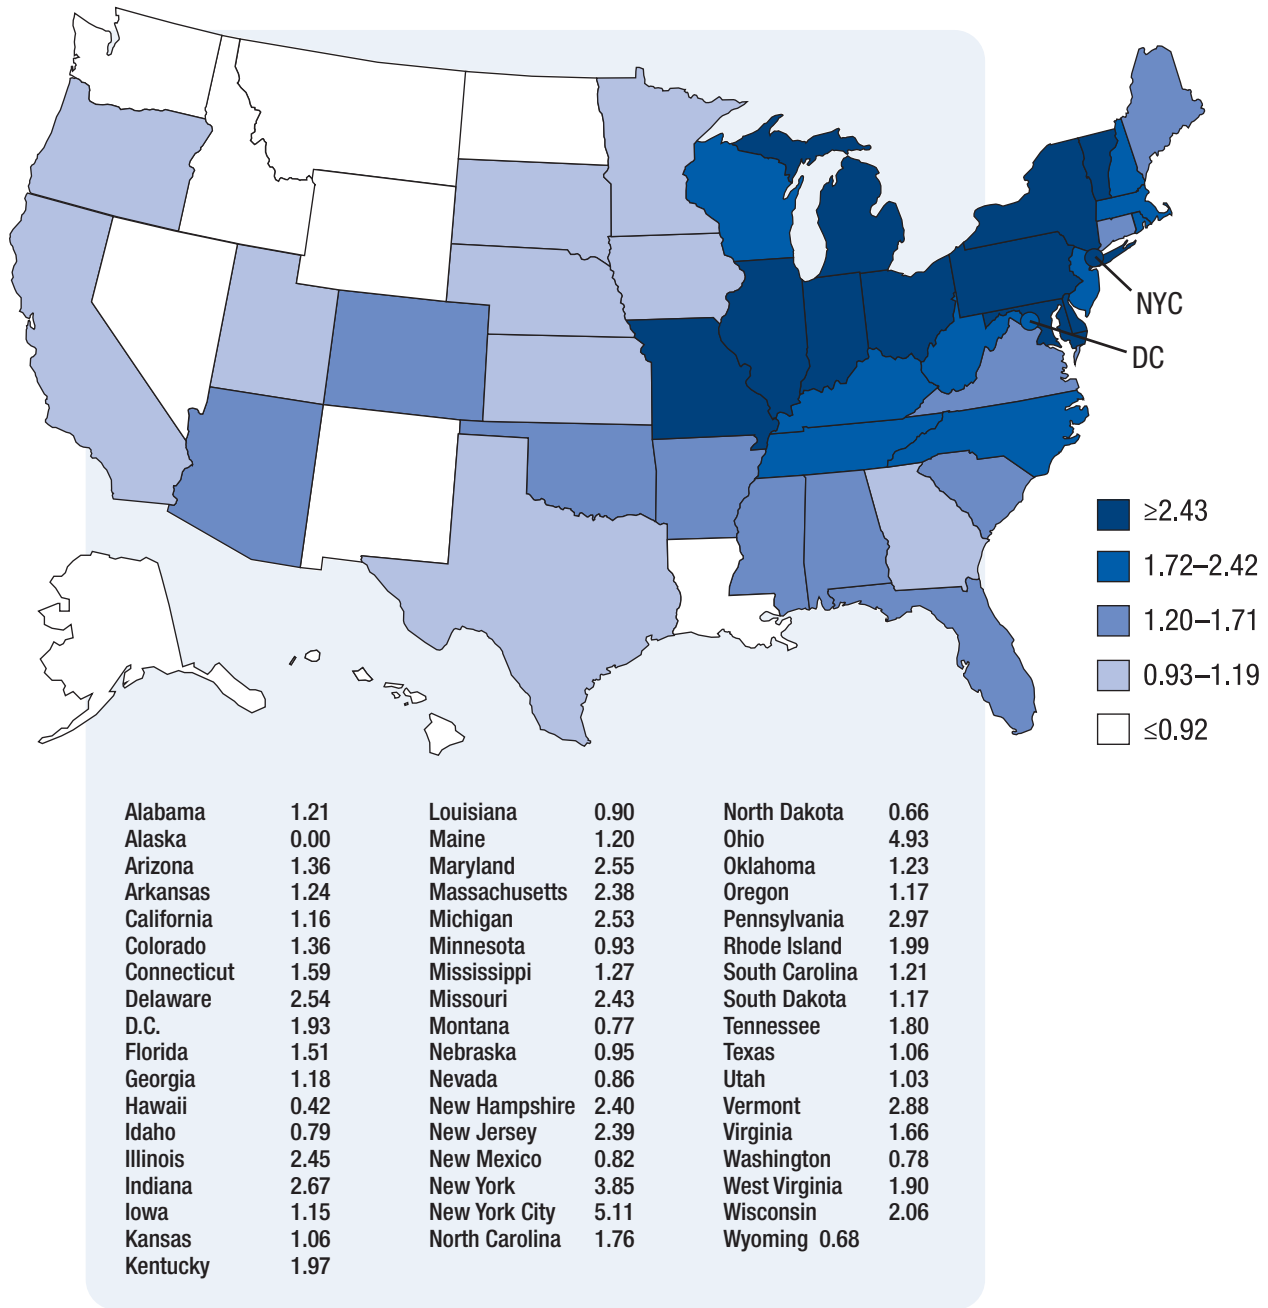 NYC
DC
≥2.43
1.72–2.42
1.20–1.71
0.93–1.19
≤0.92
Alabama 1.21
Alaska 0.00
Arizona 1.36
Arkansas 1.24
California 1.16
Colorado 1.36
Connecticut 1.59
Delaware 2.54
D.C. 1.93
Florida 1.51
Georgia 1.18
Hawaii 0.42
Idaho 0.79
Illinois 2.45
Indiana 2.67
Iowa 1.15
Kansas 1.06
Kentucky 1.97
Louisiana 0.90
Maine 1.20
Maryland 2.55
Massachusetts 2.38
Michigan 2.53
Minnesota 0.93
Mississippi 1.27
Missouri 2.43
Montana 0.77
Nebraska 0.95
Nevada 0.86
New Hampshire 2.40
New Jersey 2.39
New Mexico 0.82
New York 3.85
New York City 5.11
North Carolina 1.76
North Dakota 0.66
Ohio 4.93
Oklahoma 1.23
Oregon 1.17
Pennsylvania 2.97
Rhode Island 1.99
South Carolina 1.21
South Dakota 1.17
Tennessee 1.80
Texas 1.06
Utah 1.03
Vermont 2.88
Virginia 1.66
Washington 0.78
West Virginia 1.90
Wisconsin 2.06
Wyoming 0.68